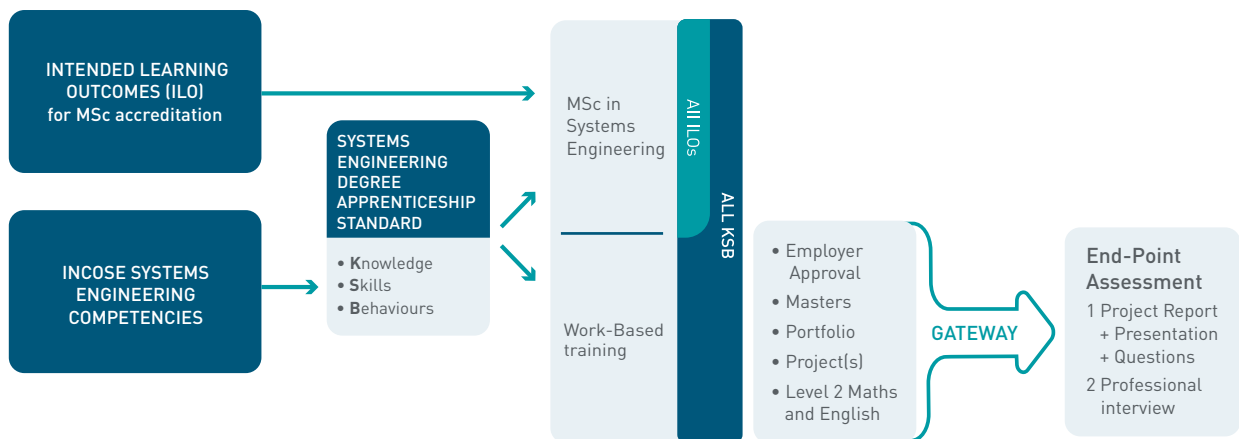 INTENDED LEARNING
OUTCOMES (ILO)
for MSc accreditation
INCOSE SYSTEMS
ENGINEERING
COMPETENCIES
SYSTEMS
ENGINEERING
DEGREE
APPRENTICESHIP
STANDARD
• Knowledge
• Skills
• Behaviours
MSc in
Systems
Engineering
Work-Based
training
All ILOs
ALL KSB
• Employer
Approval
• Masters
• Portfolio
• Project(s)
• Level 2 Maths
and English
GATEWAY
End-Point
Assessment
1 Project Report
+ Presentation
+ Questions
2 Professional
interview